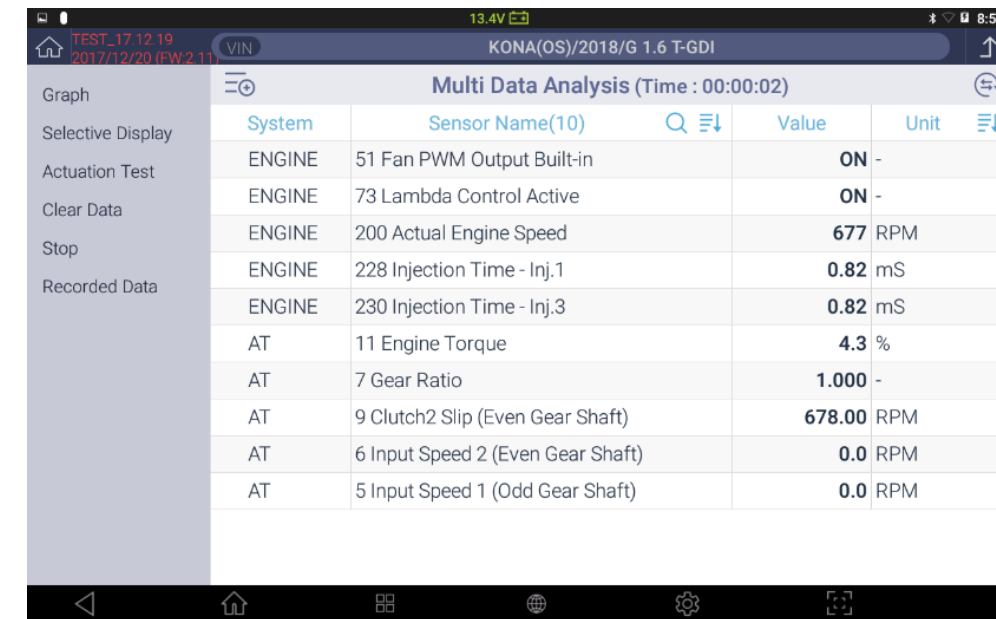 13.4V
8:5
TEST_17.12.19
2017/12/20 (FW:2.11)
VIN
KONA(OS)/2018/G 1.6 T-GDI
Graph
Selective Display
Actuation Test
Clear Data
Stop
Recorded Data
Multi Data Analysis (Time : 00:00:02)
System Sensor Name(10) Value Unit
ENGINE 51 Fan PWM Output Built-in ON -
ENGINE 73 Lambda Control Active ON -
ENGINE 200 Actual Engine Speed 677 RPM
ENGINE 228 Injection Time - Inj.1 0.82 mS
ENGINE 230 Injection Time - Inj.3 0.82 mS
AT 11 Engine Torque 4.3 %
AT 7 Gear Ratio 1.000 -
AT 9 Clutch2 Slip (Even Gear Shaft) 678.00 RPM
AT 6 Input Speed 2 (Even Gear Shaft) 0.0 RPM
AT 5 Input Speed 1 (Odd Gear Shaft) 0.0 RPM